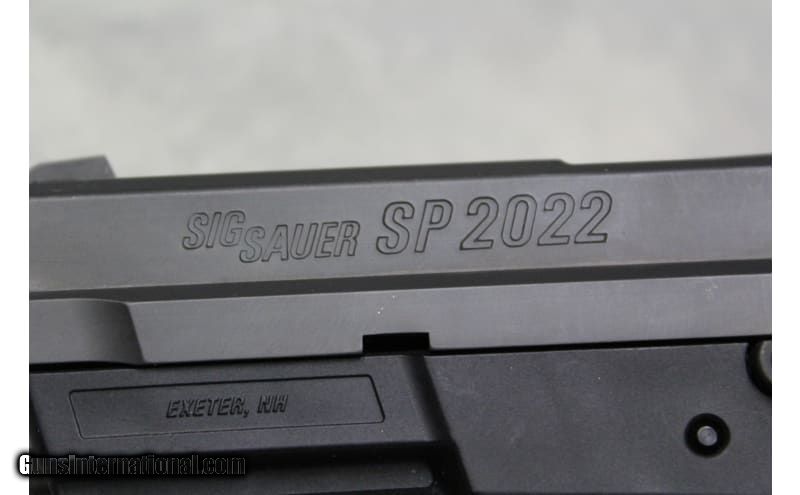 SIG SAUER SP 2022
EXETER, NH
GunsInternational.com